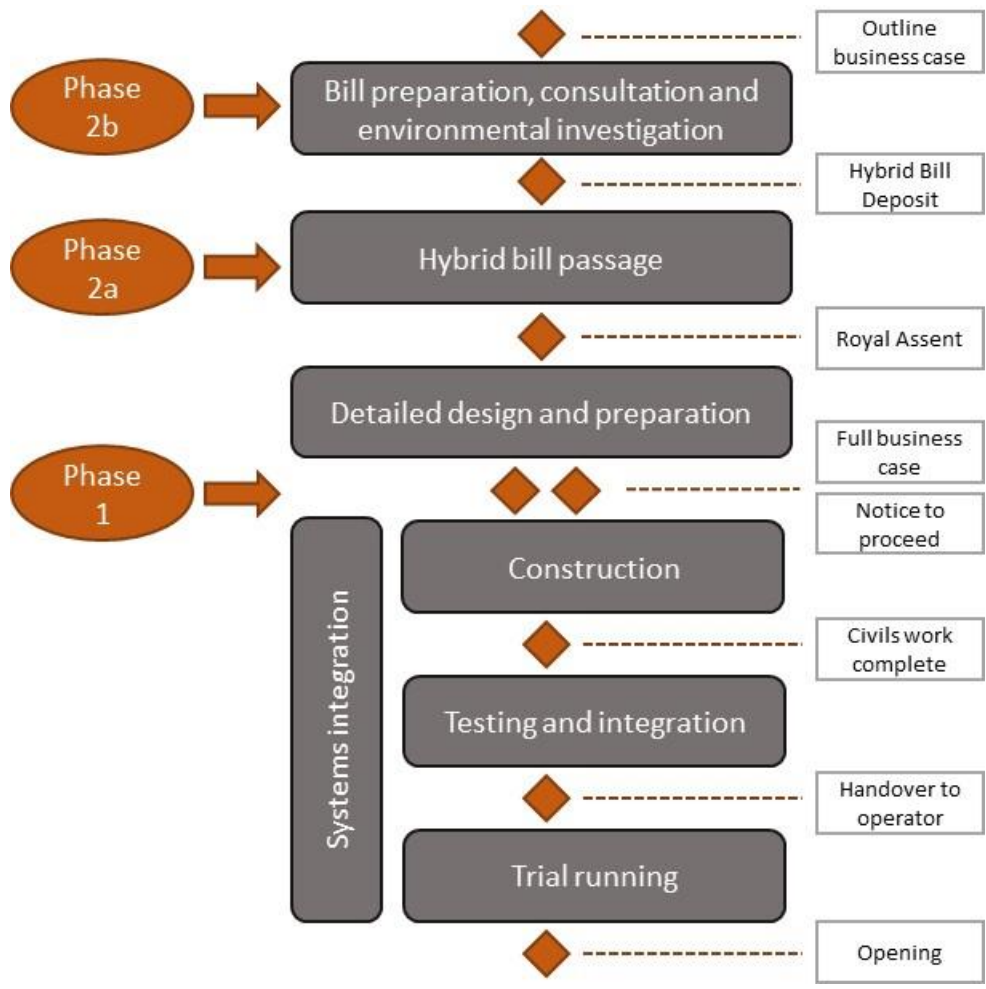 Outline
business case
Phase
2b
Bill preparation, consultation and
environmental investigation
Hybrid Bill
Deposit
Phase
2a
Hybrid bill passage
Royal Assent
Detailed design and preparation
Full business
case
Phase
1
Notice to
proceed
Systems integration
Construction
Civils work
complete
Testing and integration
Handover to
operator
Trial running
Opening